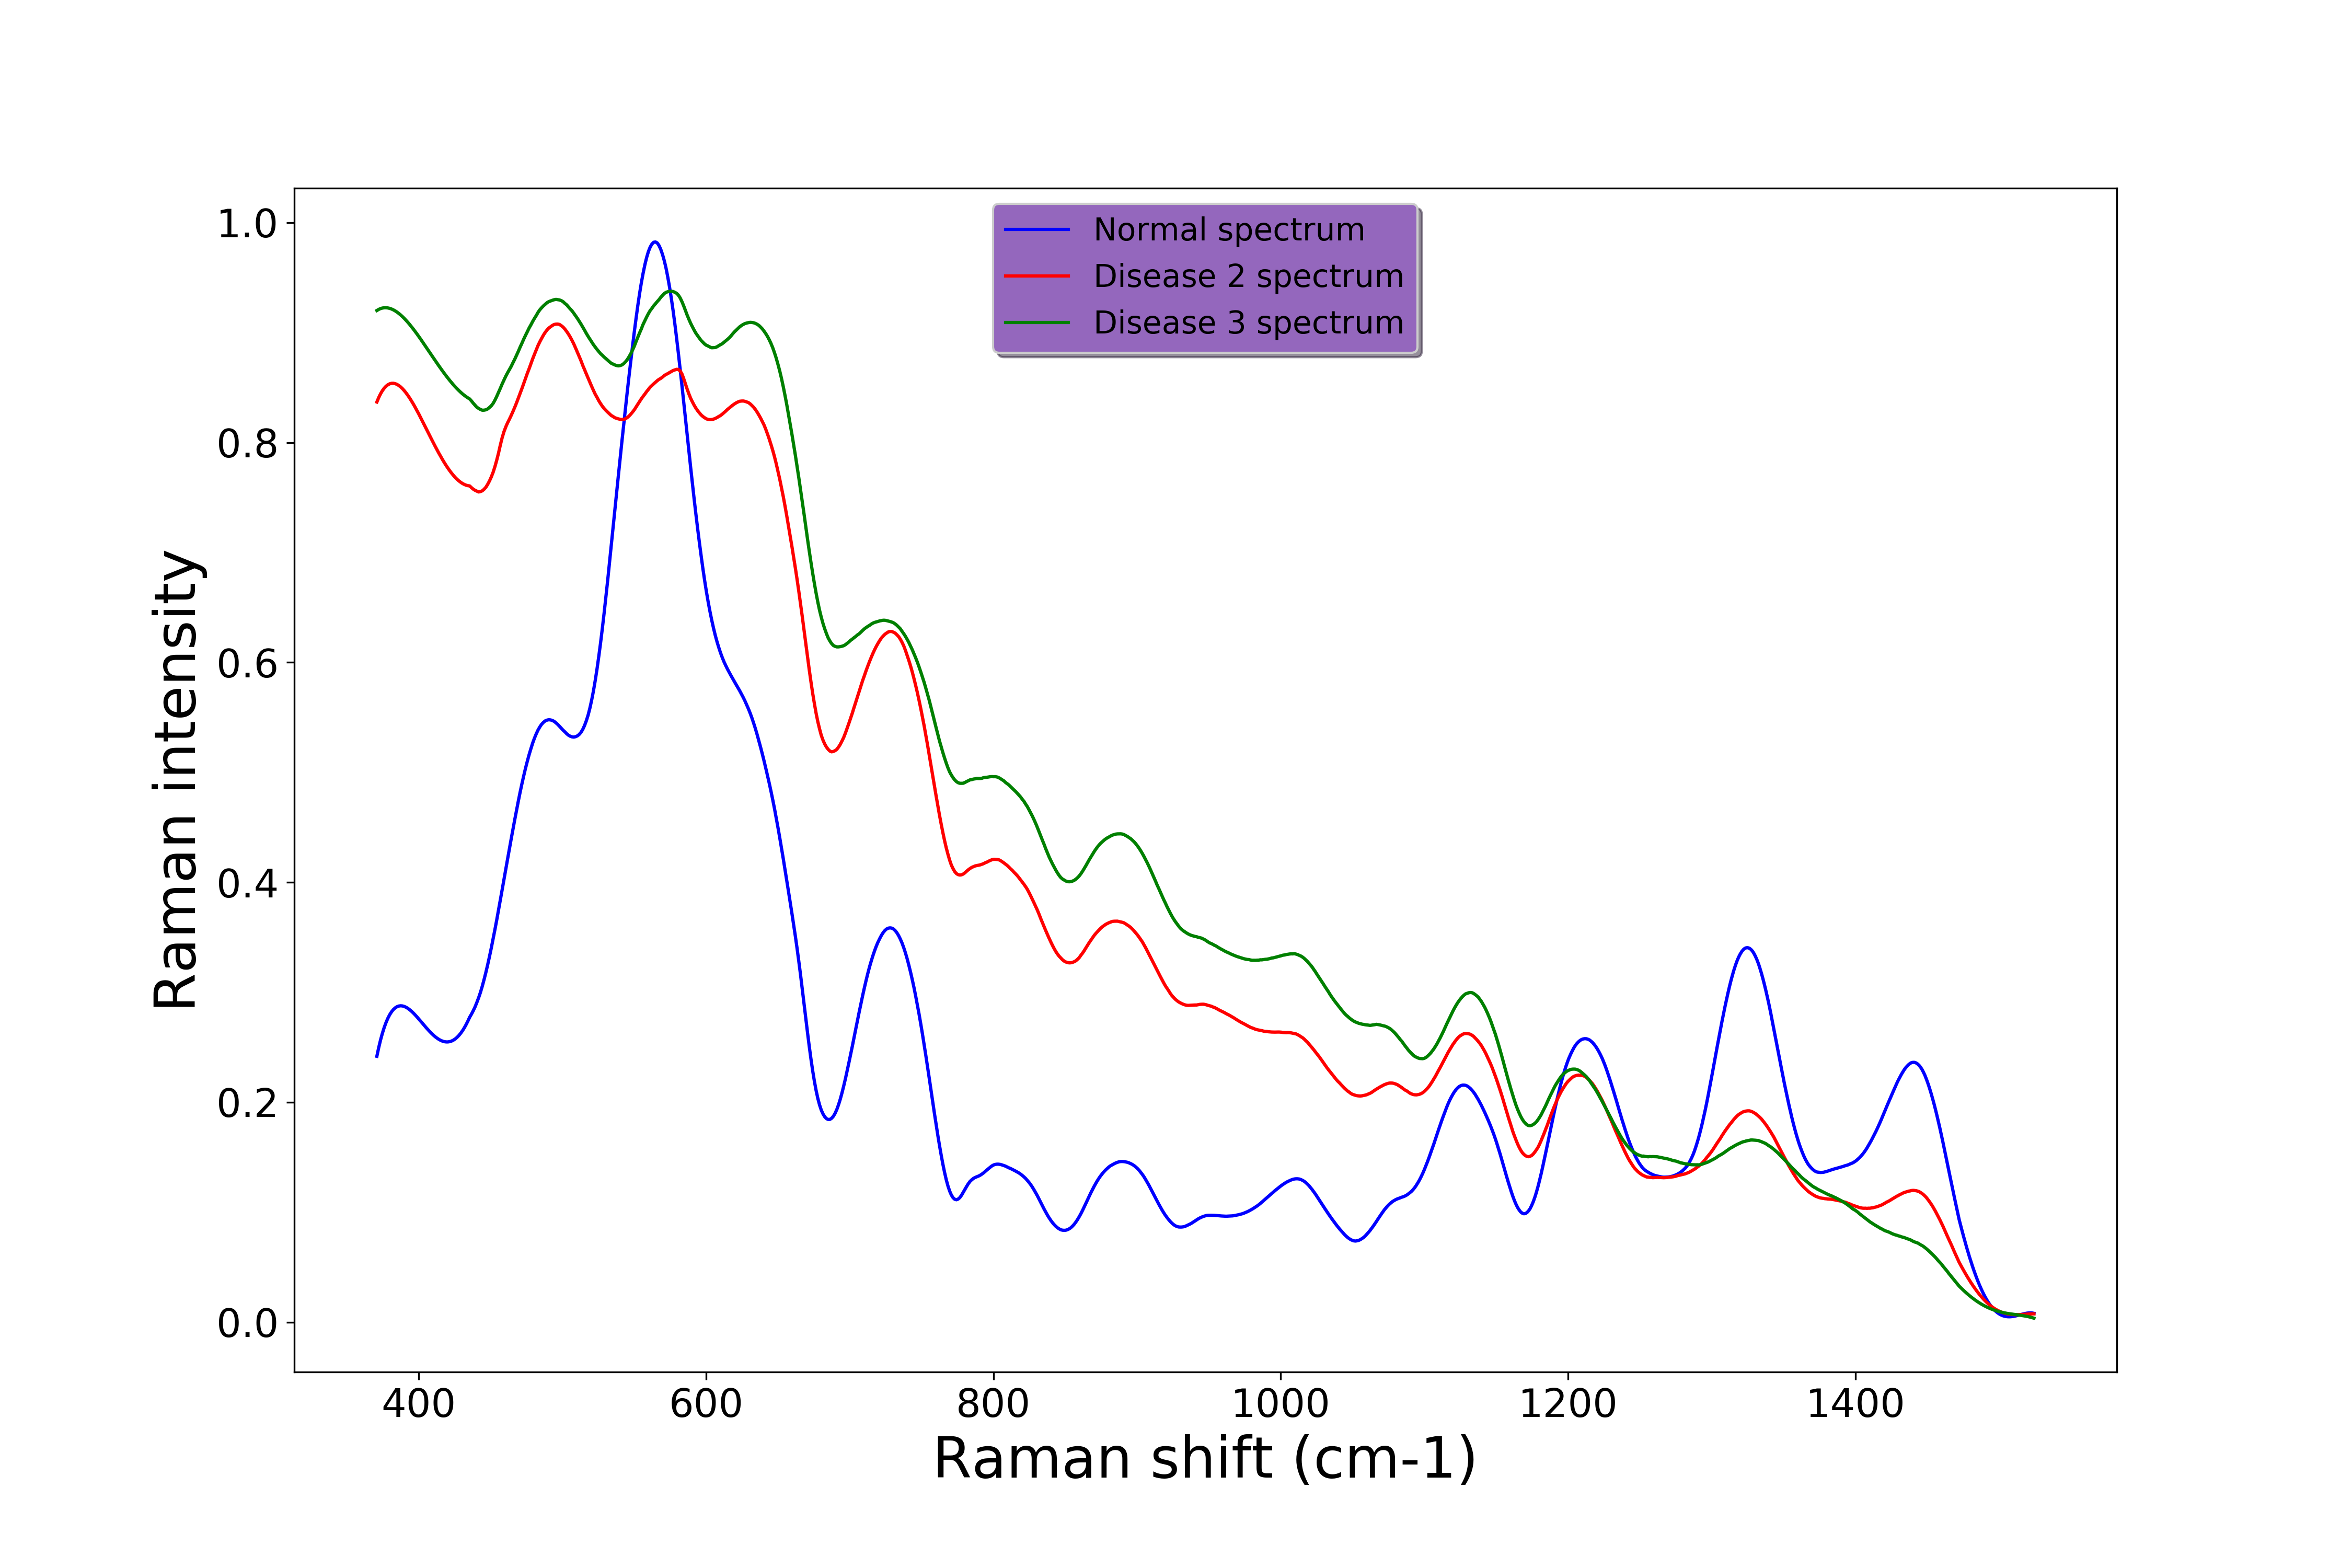 Normal spectrum
Disease 2 spectrum
Disease 3 spectrum
1.0
0.8
0.6
0.4
0.2
0.0
Raman intensity
400 600 800 1000 1200 1400
Raman shift (cm-1)